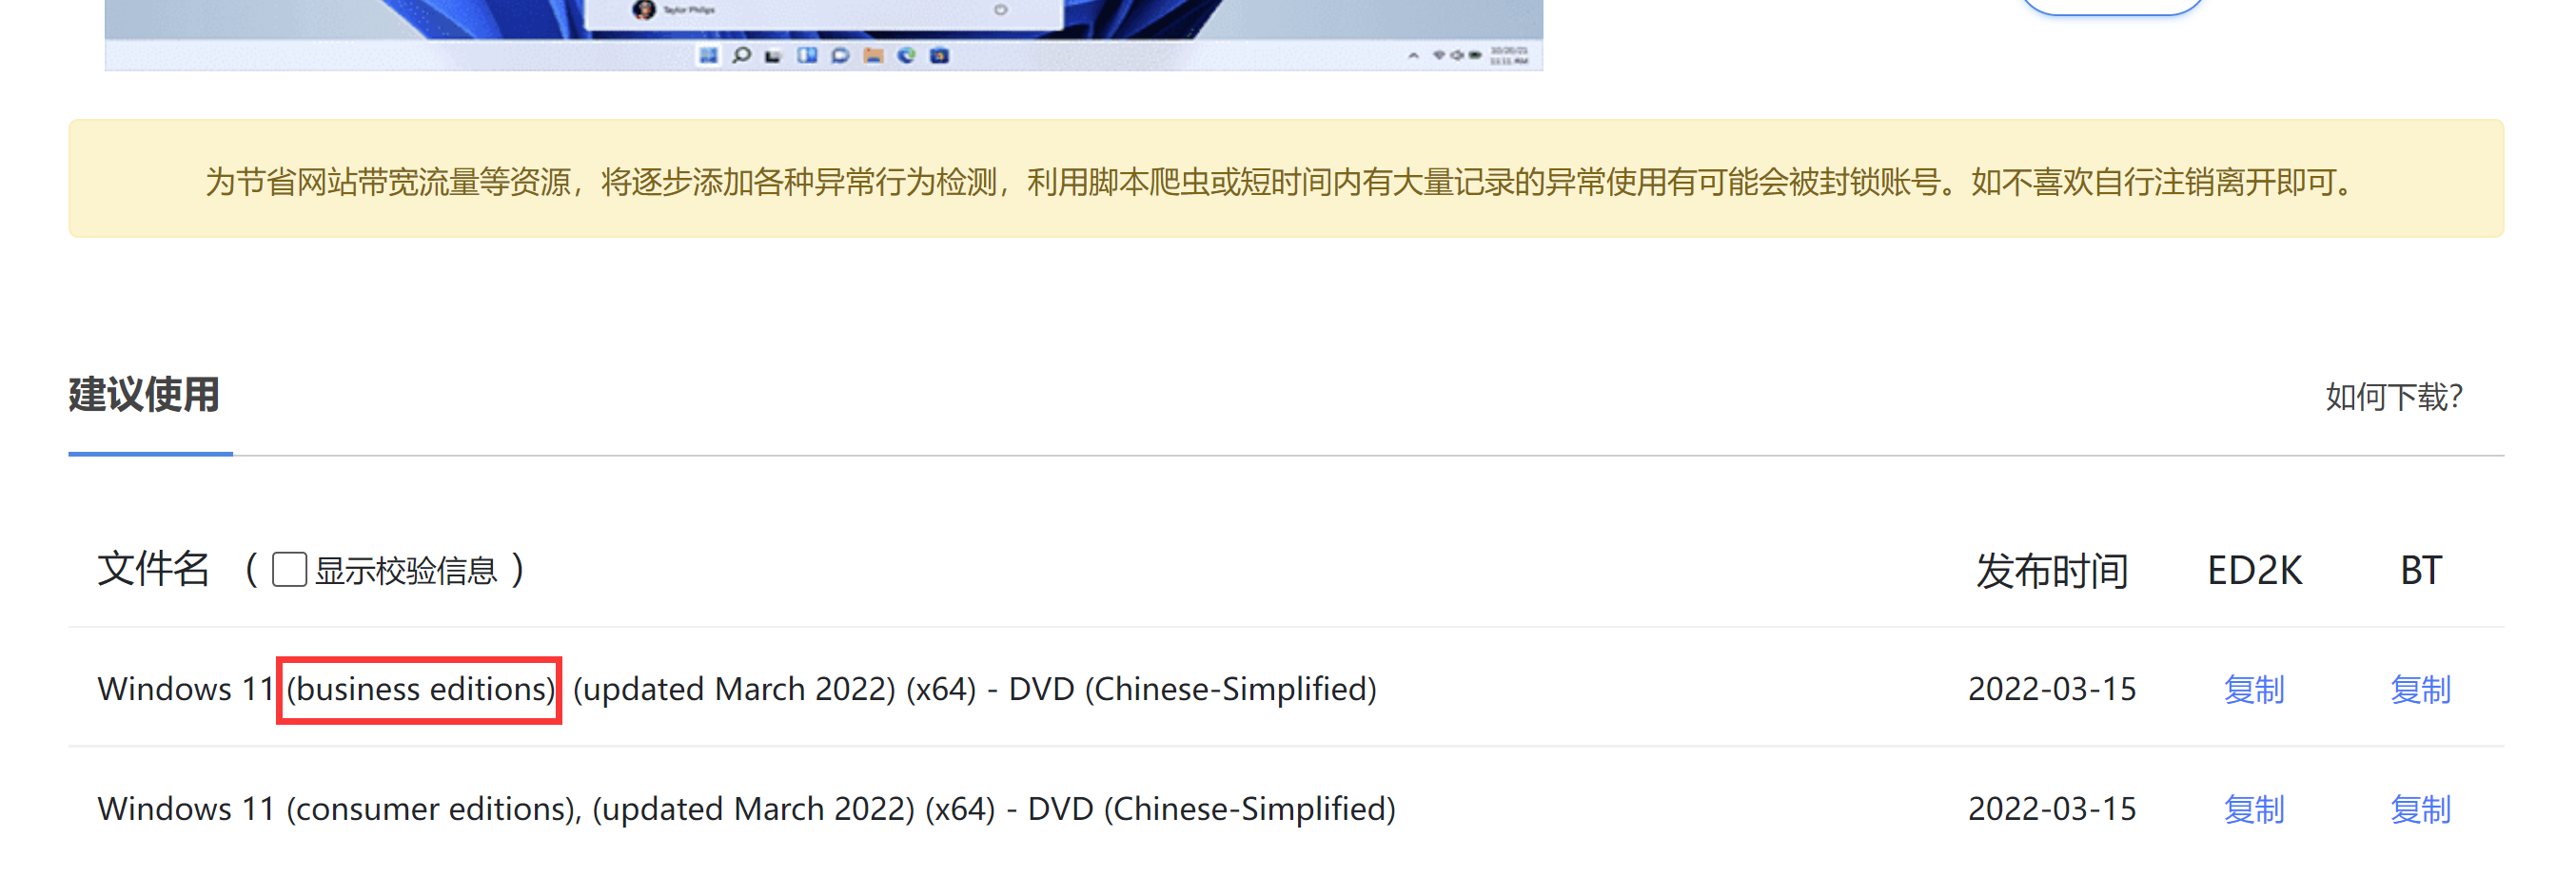 Taylor Philips
10/20/21
11:11 AM
为节省网站带宽流量等资源，将逐步添加各种异常行为检测，利用脚本爬虫或短时间内有大量记录的异常使用有可能会被封锁账号。如不喜欢自行注销离开即可。
建议使用
如何下载?
文件名 （ 显示校验信息 ） 发布时间 ED2K BT
Windows 11 (business editions), (updated March 2022) (x64) - DVD (Chinese-Simplified) 2022-03-15 复制 复制
Windows 11 (consumer editions), (updated March 2022) (x64) - DVD (Chinese-Simplified) 2022-03-15 复制 复制